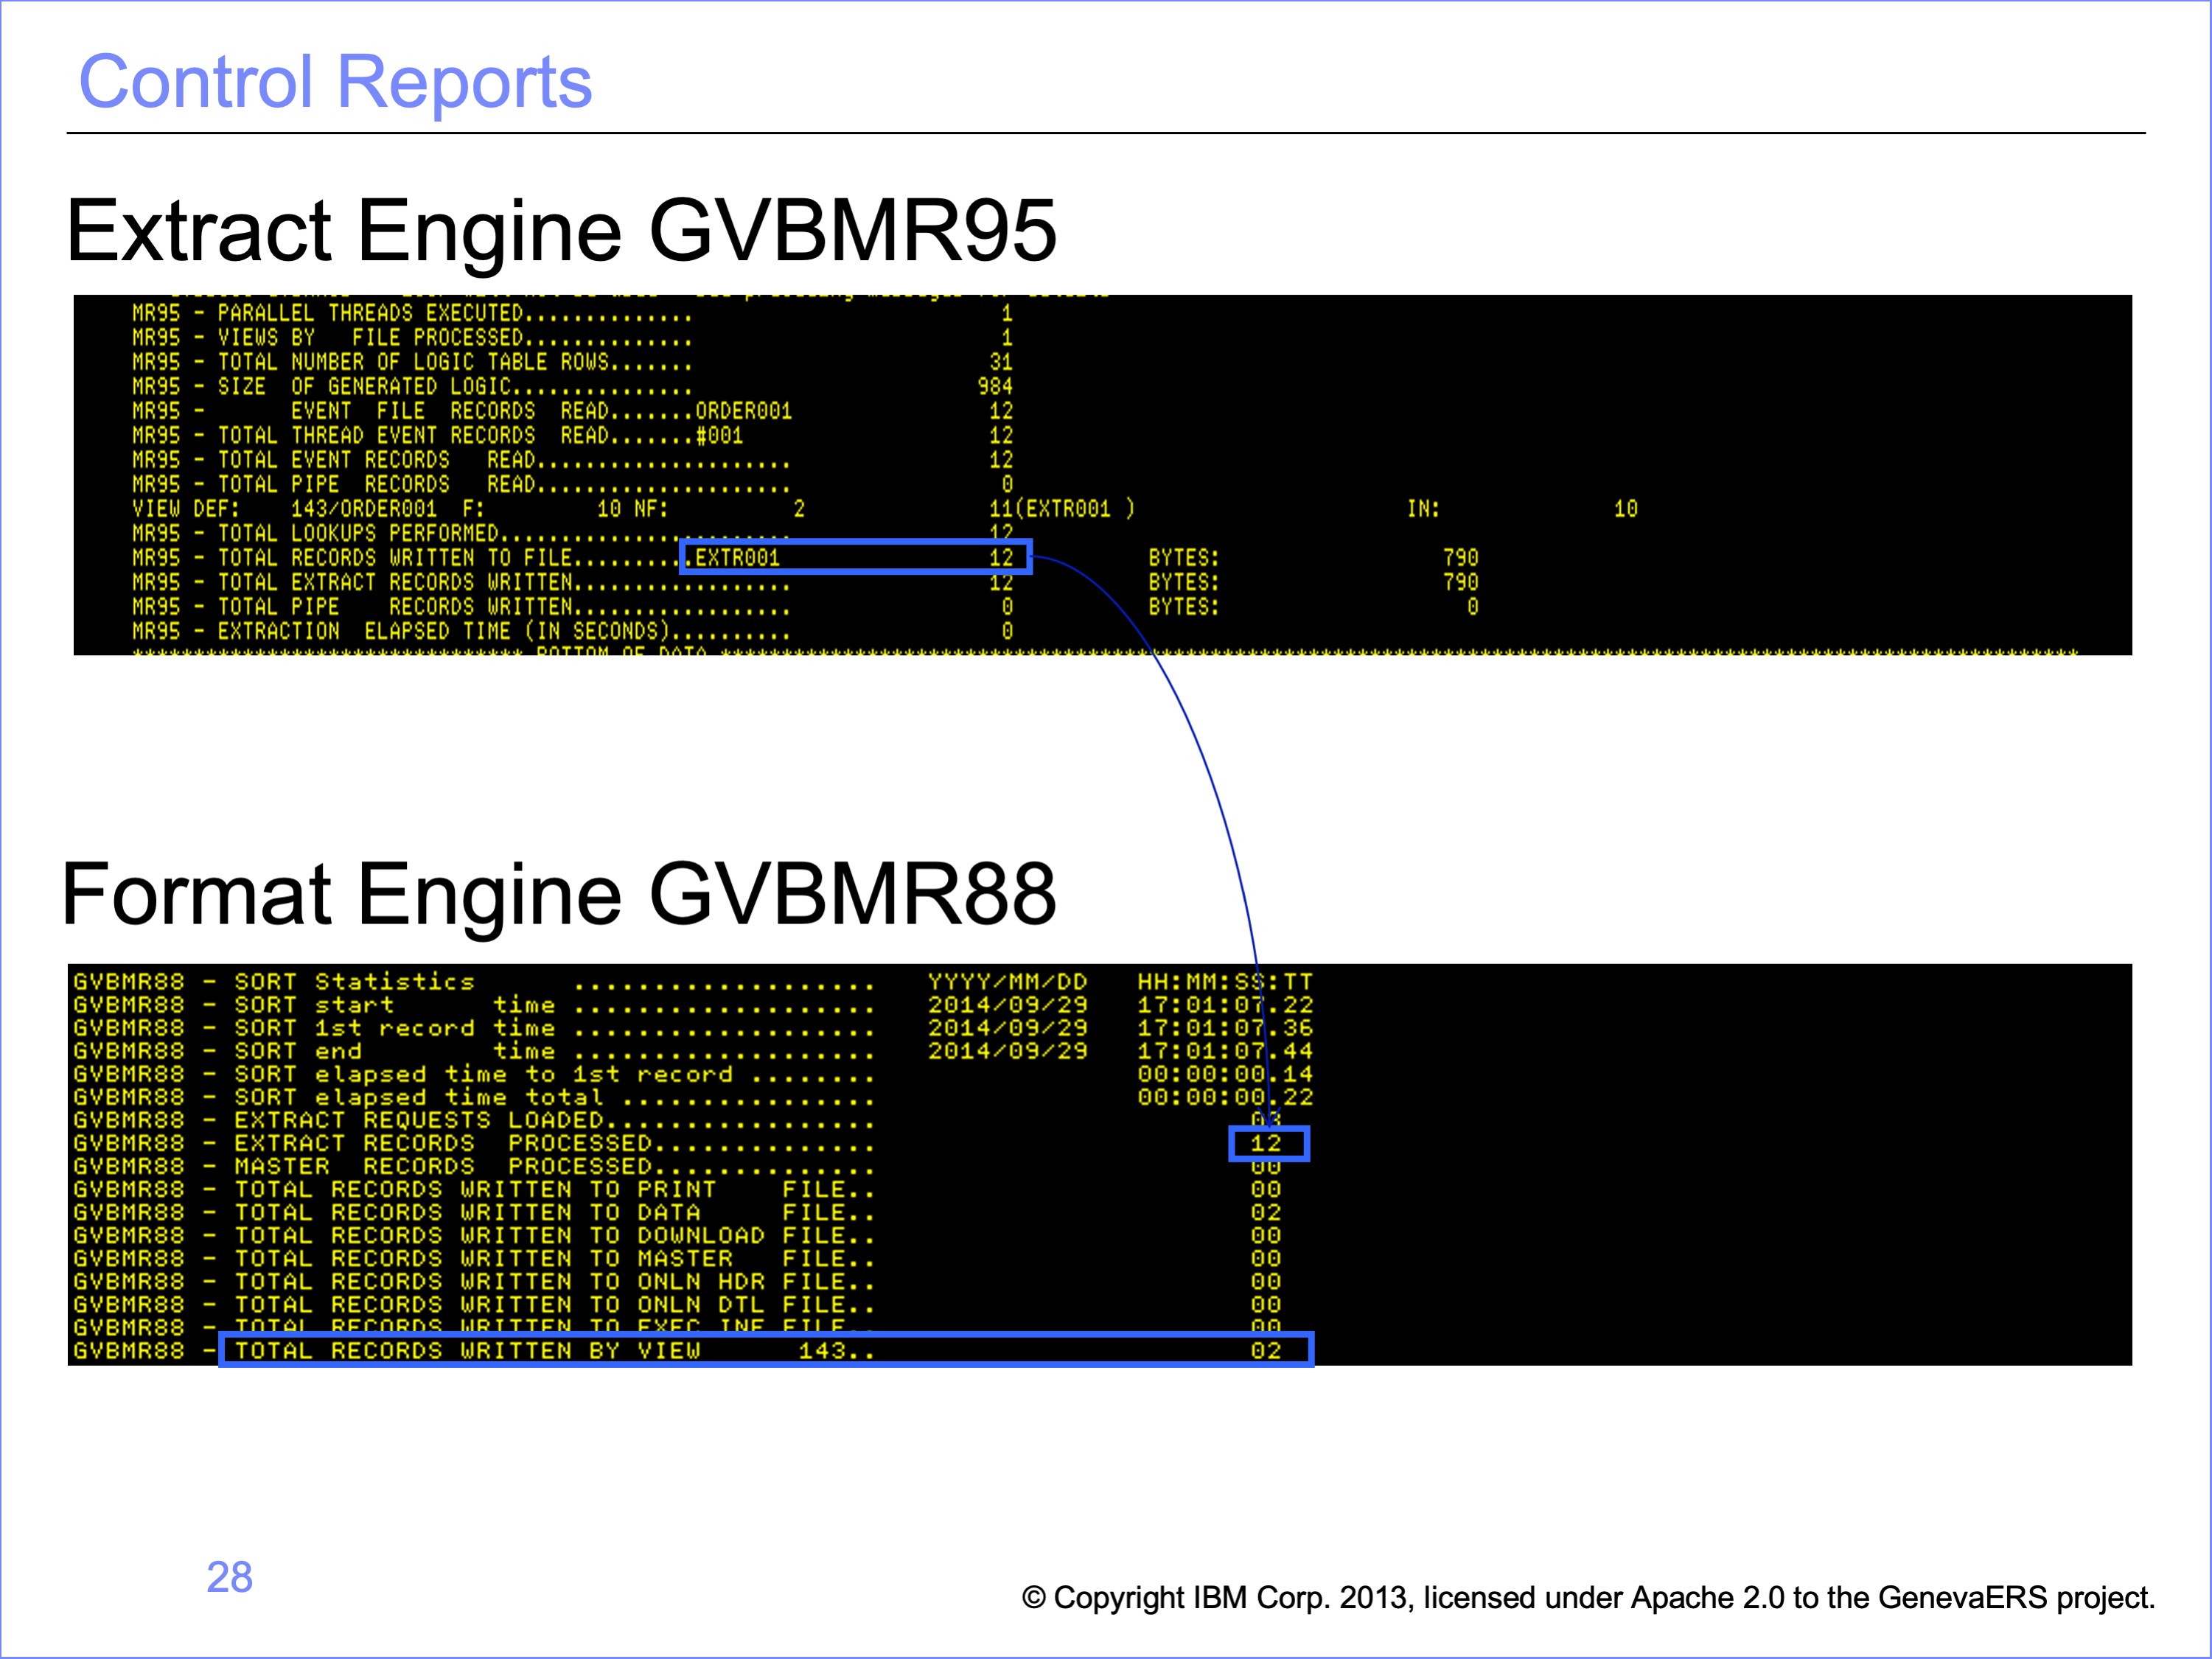 Control Reports
Extract Engine GVBMR95
MR95 - PARALLEL THREADS EXECUTED.............. 1
MR95 - VIEWS BY   FILE PROCESSED.............. 1
MR95 - TOTAL NUMBER OF LOGIC TABLE ROWS....... 31
MR95 - SIZE  OF GENERATED LOGIC............... 984
MR95 -       EVENT  FILE  RECORDS  READ.......ORDER001 12
MR95 - TOTAL THREAD EVENT RECORDS  READ.......#001 12
MR95 - TOTAL EVENT RECORDS   READ..................... 12
MR95 - TOTAL PIPE  RECORDS   READ..................... 0
VIEW DEF:    143/ORDER001  F:         10 NF:          2 11(EXTR001 ) IN: 10
MR95 - TOTAL LOOKUPS PERFORMED........................ 12
MR95 - TOTAL RECORDS WRITTEN TO FILE..........EXTR001 12 BYTES: 790
MR95 - TOTAL EXTRACT RECORDS WRITTEN.................. 12 BYTES: 790
MR95 - TOTAL PIPE    RECORDS WRITTEN.................. 0 BYTES: 0
MR95 - EXTRACTION  ELAPSED TIME (IN SECONDS).......... 0
******************************** BOTTOM OF DATA ********************************
Format Engine GVBMR88
GVBMR88 - SORT Statistics      ................... YYYY/MM/DD HH:MM:SS:TT
GVBMR88 - SORT start      time ................... 2014/09/29 17:01:07.22
GVBMR88 - SORT 1st record time ................... 2014/09/29 17:01:07.36
GVBMR88 - SORT end        time ................... 2014/09/29 17:01:07.44
GVBMR88 - SORT elapsed time to 1st record ........ 00:00:00.14
GVBMR88 - SORT elapsed time total ................ 00:00:00.22
GVBMR88 - EXTRACT REQUESTS LOADED................. 03
GVBMR88 - EXTRACT RECORDS  PROCESSED.............. 12
GVBMR88 - MASTER  RECORDS  PROCESSED.............. 00
GVBMR88 - TOTAL RECORDS WRITTEN TO PRINT    FILE.. 00
GVBMR88 - TOTAL RECORDS WRITTEN TO DATA     FILE.. 02
GVBMR88 - TOTAL RECORDS WRITTEN TO DOWNLOAD FILE.. 00
GVBMR88 - TOTAL RECORDS WRITTEN TO MASTER   FILE.. 00
GVBMR88 - TOTAL RECORDS WRITTEN TO ONLN HDR FILE.. 00
GVBMR88 - TOTAL RECORDS WRITTEN TO ONLN DTL FILE.. 00
GVBMR88 - TOTAL RECORDS WRITTEN TO EXEC INF FILE.. 00
GVBMR88 - TOTAL RECORDS WRITTEN BY VIEW      143.. 02
28
© Copyright IBM Corp. 2013, licensed under Apache 2.0 to the GenevaERS project.